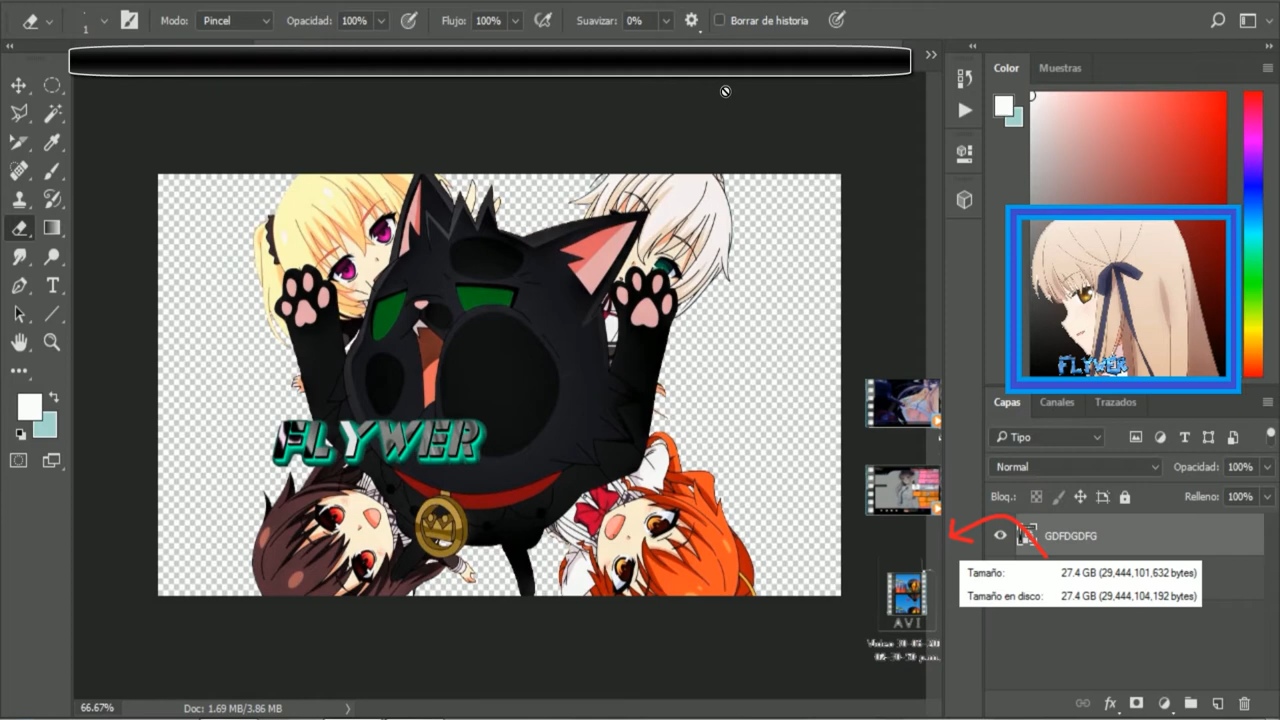 1
Modo: Pincel
Opacidad: 100%
Flujo: 100%
Suavizar: 0%
Borrar de historia
Color
Muestras
FLYWER
FLYWER
Capas
Canales
Trazados
Tipo
Normal
Opacidad: 100%
Bloq.:
Relleno: 100%
GDFDGDFG
Tamaño: 27.4 GB (29,444,101,632 bytes)
Tamaño en disco: 27.4 GB (29,444,104,192 bytes)
AVI
66.67%
Doc: 1.69 MB/3.86 MB
fx